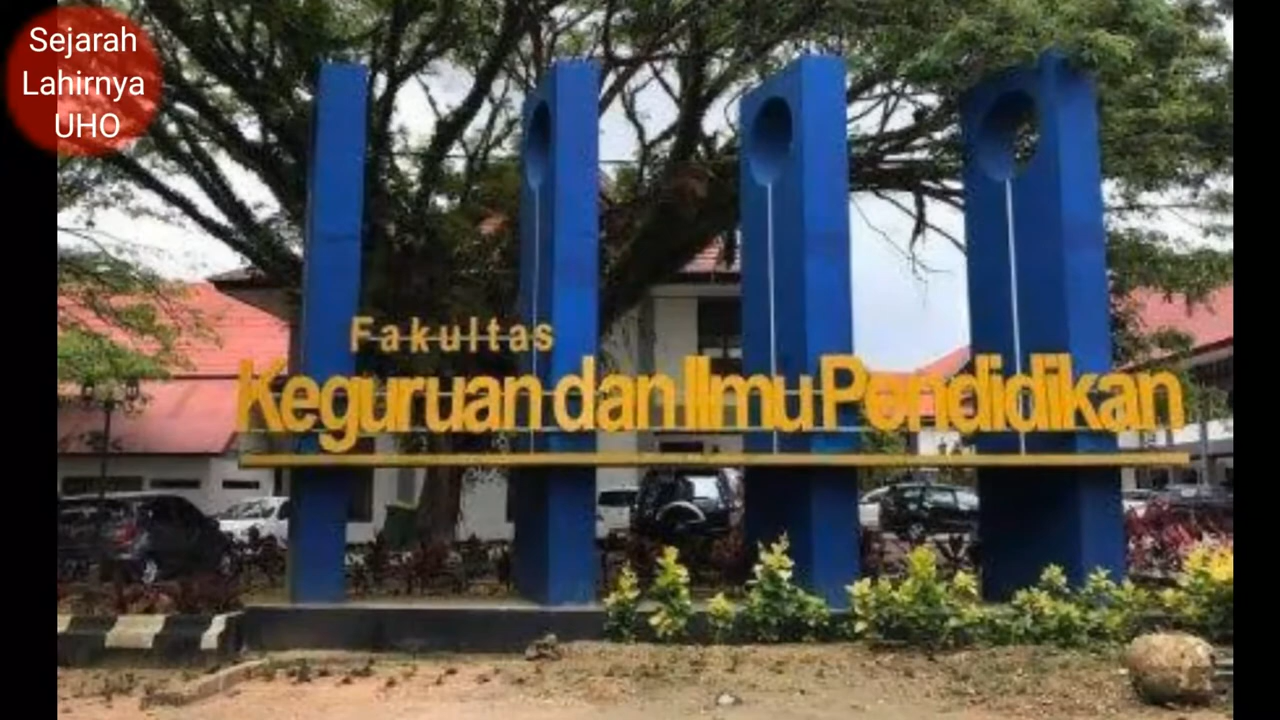 Sejarah
Lahirnya
UHO
Fakultas
Keguruan dan Ilmu Pendidikan